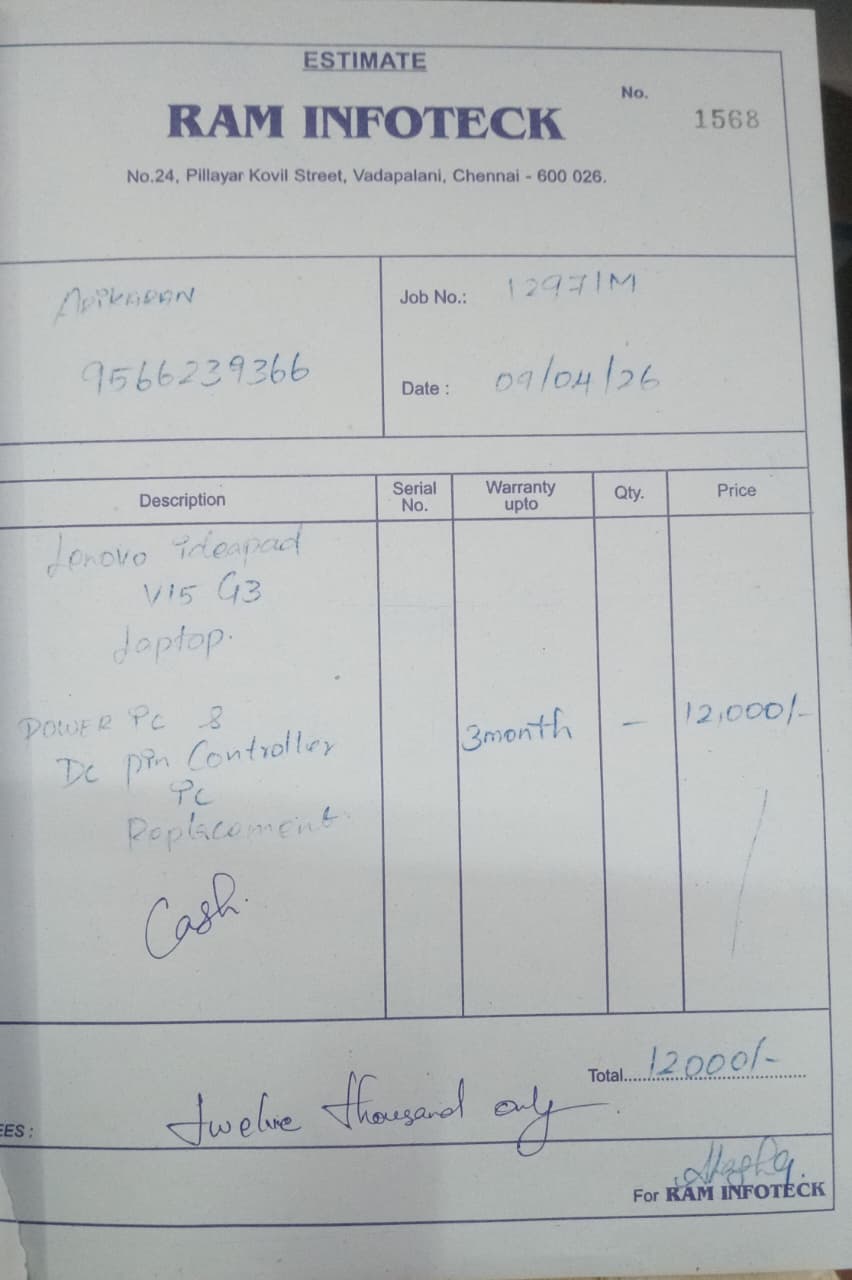 ESTIMATE
No.
RAM INFOTECK
1568
No.24, Pillayar Kovil Street, Vadapalani, Chennai - 600 026.
9566239366
Job No.: 12971M
Date : 09/04/26
Description
Serial No.
Warranty upto
Qty.
Price
Lenovo ideapad
V15 G3
Laptop.
POWER PC &
DC pin Controller
PC
Replacement.
3month
-
12,000/-
Cash.
Total 12000/-
EES :
twelve thousand only
For RAM INFOTECK